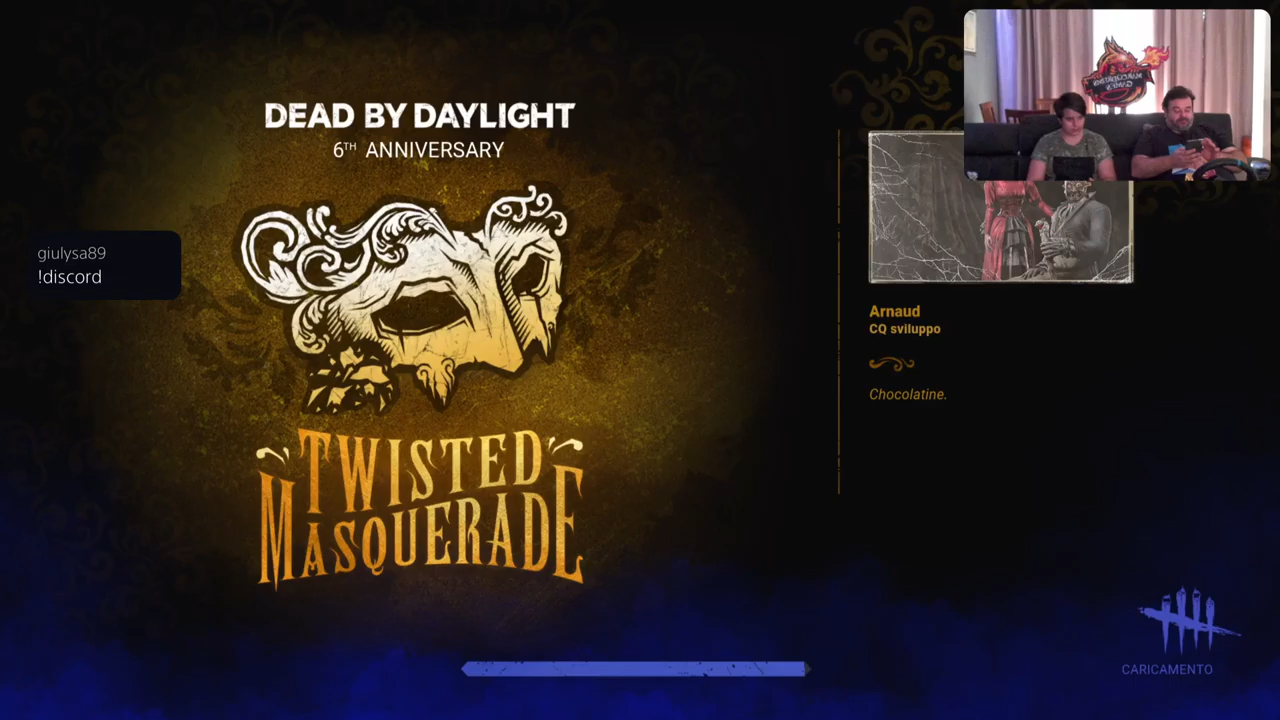 DEAD BY DAYLIGHT
6TH ANNIVERSARY
giulysa89
!discord
TWISTED
MASQUERADE
Arnaud
CQ sviluppo
Chocolatine.
CARICAMENTO